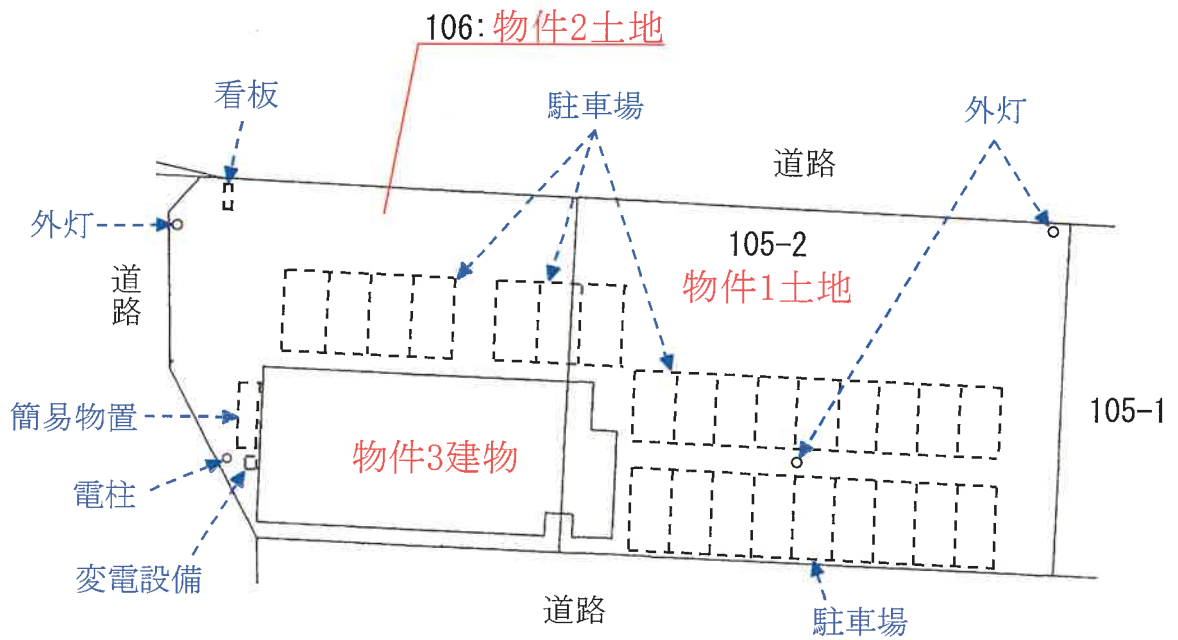 106:物件2土地
看板
駐車場
外灯
道路
外灯
105-2
物件1土地
道路
簡易物置
105-1
物件3建物
電柱
変電設備
道路
駐車場